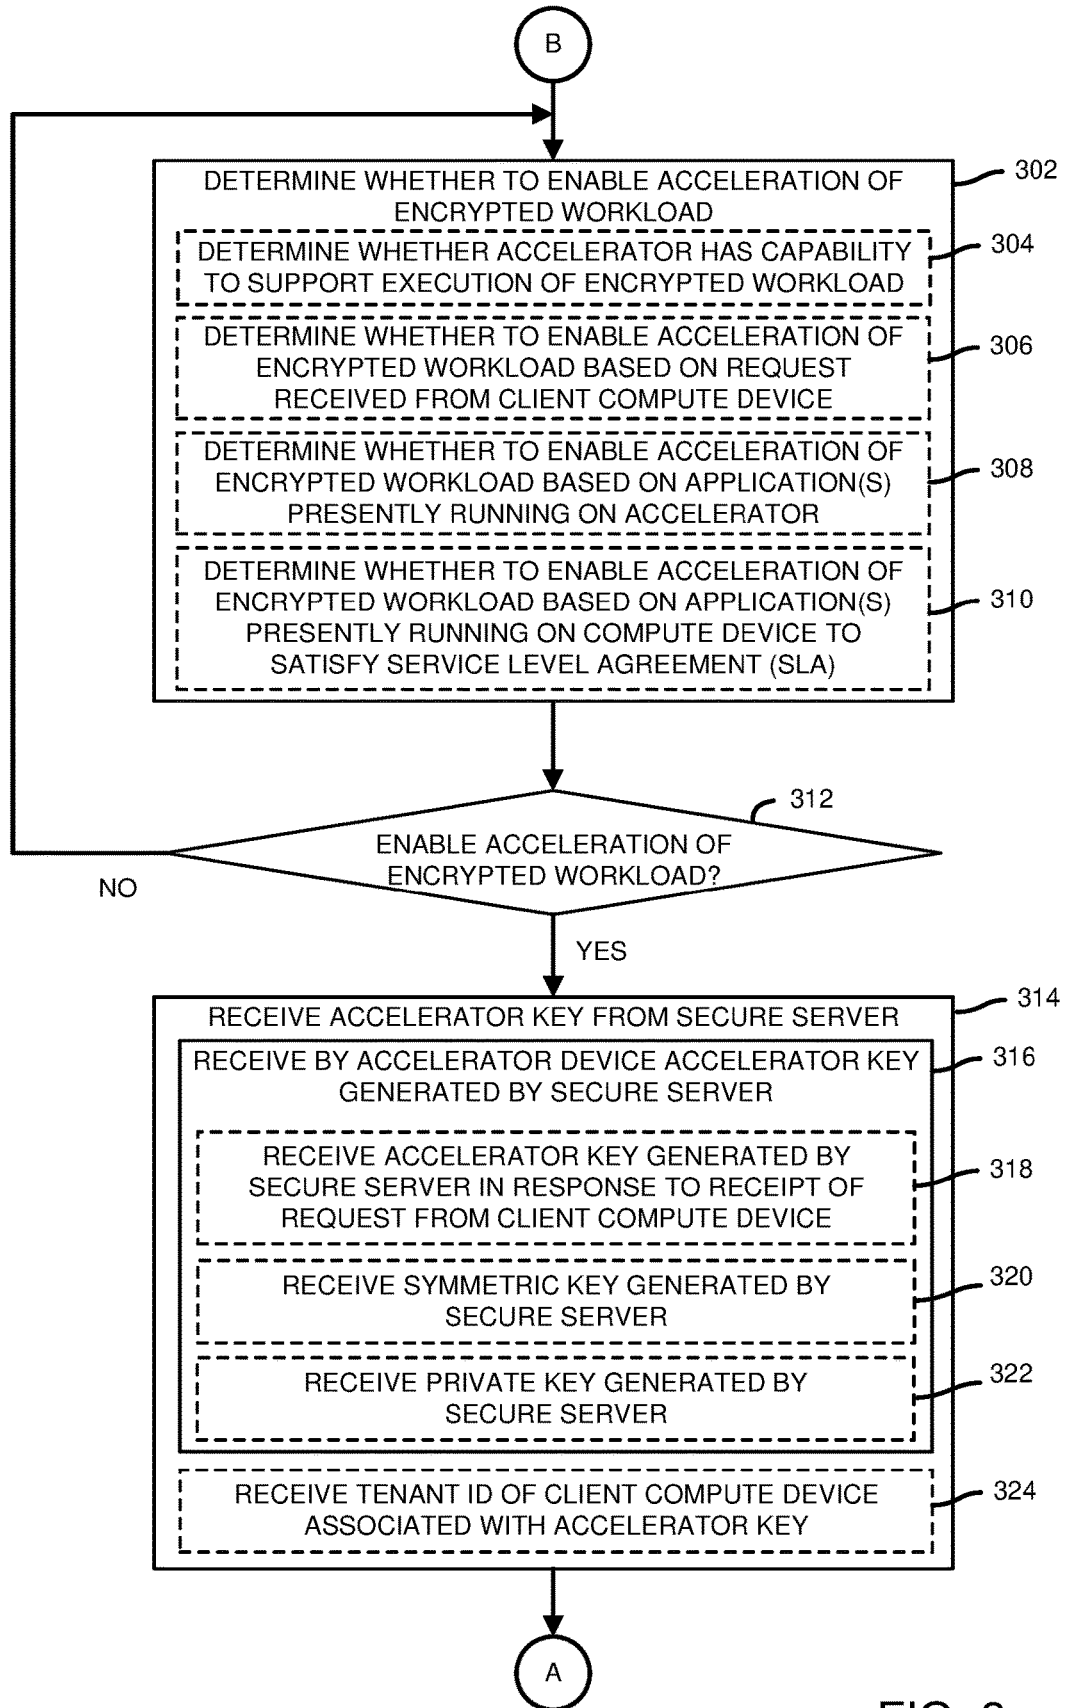 B
DETERMINE WHETHER TO ENABLE ACCELERATION OF
ENCRYPTED WORKLOAD
302
DETERMINE WHETHER ACCELERATOR HAS CAPABILITY
TO SUPPORT EXECUTION OF ENCRYPTED WORKLOAD
304
DETERMINE WHETHER TO ENABLE ACCELERATION OF
ENCRYPTED WORKLOAD BASED ON REQUEST
RECEIVED FROM CLIENT COMPUTE DEVICE
306
DETERMINE WHETHER TO ENABLE ACCELERATION OF
ENCRYPTED WORKLOAD BASED ON APPLICATION(S)
PRESENTLY RUNNING ON ACCELERATOR
308
DETERMINE WHETHER TO ENABLE ACCELERATION OF
ENCRYPTED WORKLOAD BASED ON APPLICATION(S)
PRESENTLY RUNNING ON COMPUTE DEVICE TO
SATISFY SERVICE LEVEL AGREEMENT (SLA)
310
312
ENABLE ACCELERATION OF
ENCRYPTED WORKLOAD?
NO
YES
RECEIVE ACCELERATOR KEY FROM SECURE SERVER
314
RECEIVE BY ACCELERATOR DEVICE ACCELERATOR KEY
GENERATED BY SECURE SERVER
316
RECEIVE ACCELERATOR KEY GENERATED BY
SECURE SERVER IN RESPONSE TO RECEIPT OF
REQUEST FROM CLIENT COMPUTE DEVICE
318
RECEIVE SYMMETRIC KEY GENERATED BY
SECURE SERVER
320
RECEIVE PRIVATE KEY GENERATED BY
SECURE SERVER
322
RECEIVE TENANT ID OF CLIENT COMPUTE DEVICE
ASSOCIATED WITH ACCELERATOR KEY
324
A
FIG.